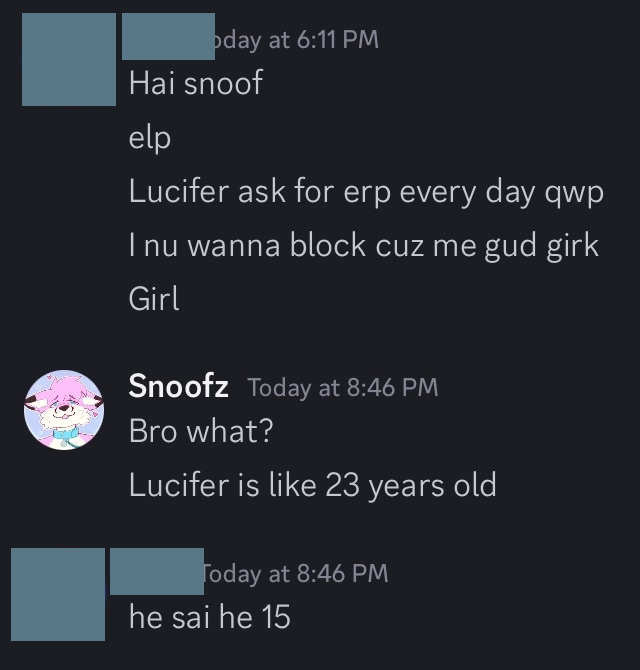 oday at 6:11 PM
Hai snoof
elp
Lucifer ask for erp every day qwp
I nu wanna block cuz me gud girk
Girl
Snoofz Today at 8:46 PM
Bro what?
Lucifer is like 23 years old
Today at 8:46 PM
he sai he 15